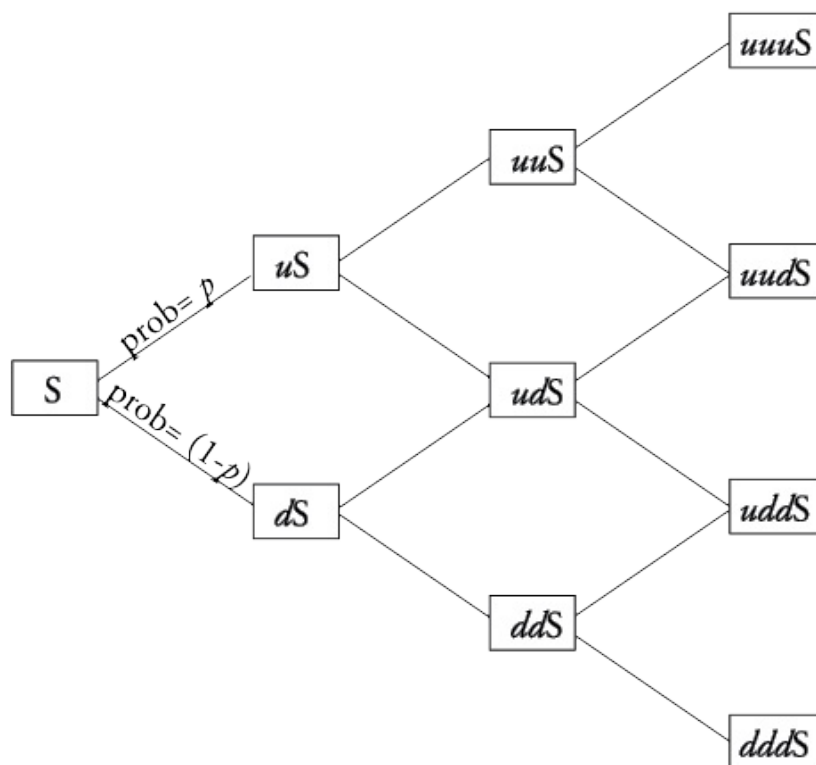 uuuS
uuS
uS
uudS
prob= p
S
udS
prob= (1-p)
dS
uddS
ddS
dddS